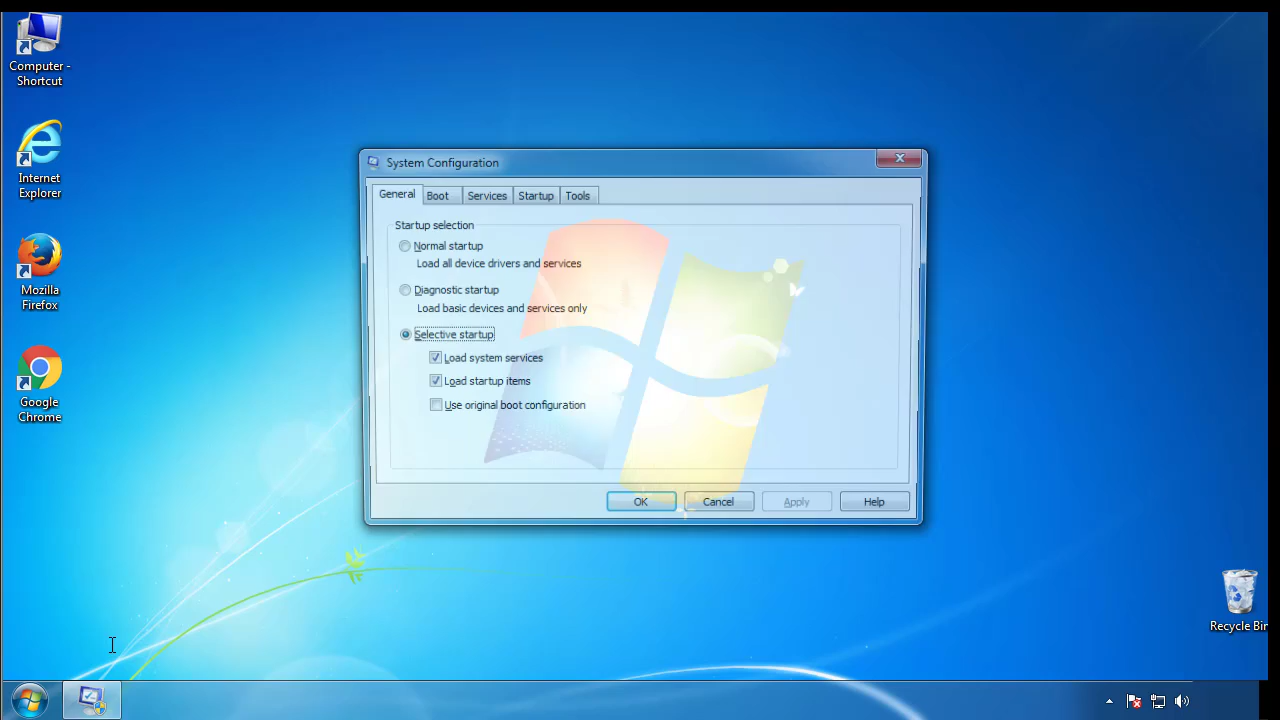 Computer -
Shortcut
Internet
Explorer
Mozilla
Firefox
Google
Chrome
System Configuration
General
Boot
Services
Startup
Tools
Startup selection
Normal startup
Load all device drivers and services
Diagnostic startup
Load basic devices and services only
Selective startup
Load system services
Load startup items
Use original boot configuration
OK
Cancel
Apply
Help
Recycle Bin